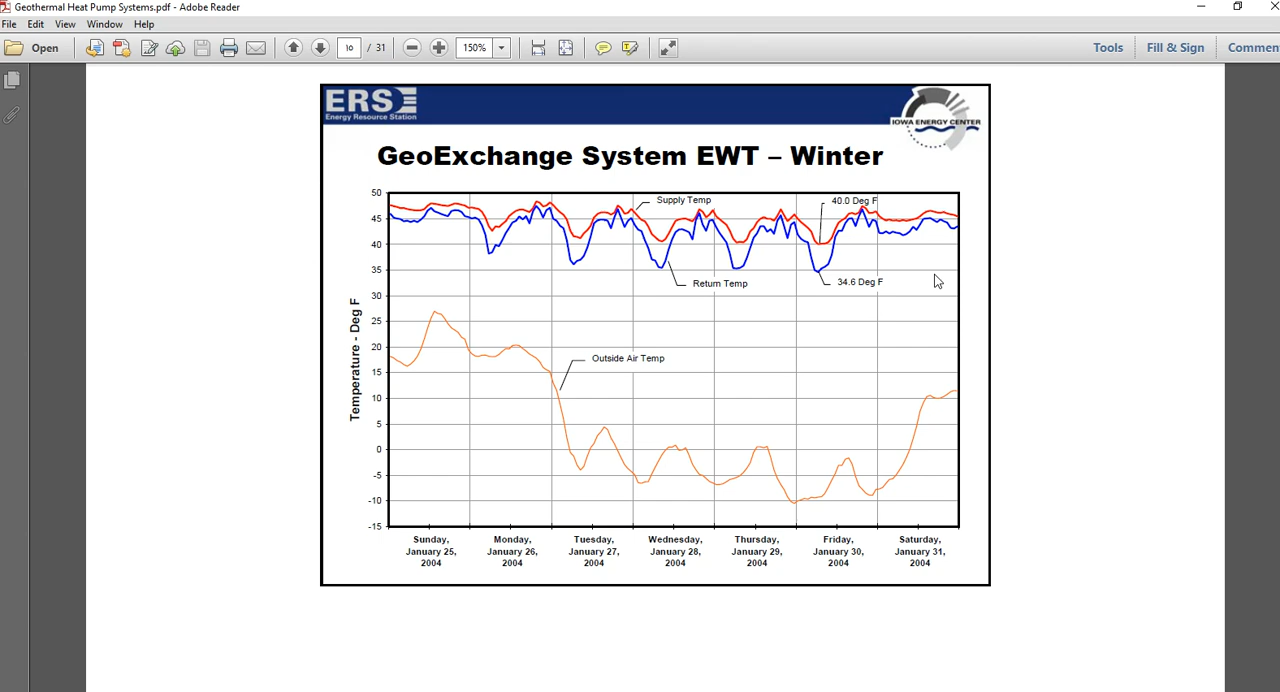 Geothermal Heat Pump Systems.pdf - Adobe Reader
File Edit View Window Help
Open 10 / 31 150% Tools Fill & Sign Commen
ERS
Energy Resource Station
IOWA ENERGY CENTER
GeoExchange System EWT – Winter
Temperature - Deg F
50
45
40
35
30
25
20
15
10
5
0
-5
-10
-15
Supply Temp
40.0 Deg F
Return Temp
34.6 Deg F
Outside Air Temp
Sunday, January 25, 2004
Monday, January 26, 2004
Tuesday, January 27, 2004
Wednesday, January 28, 2004
Thursday, January 29, 2004
Friday, January 30, 2004
Saturday, January 31, 2004